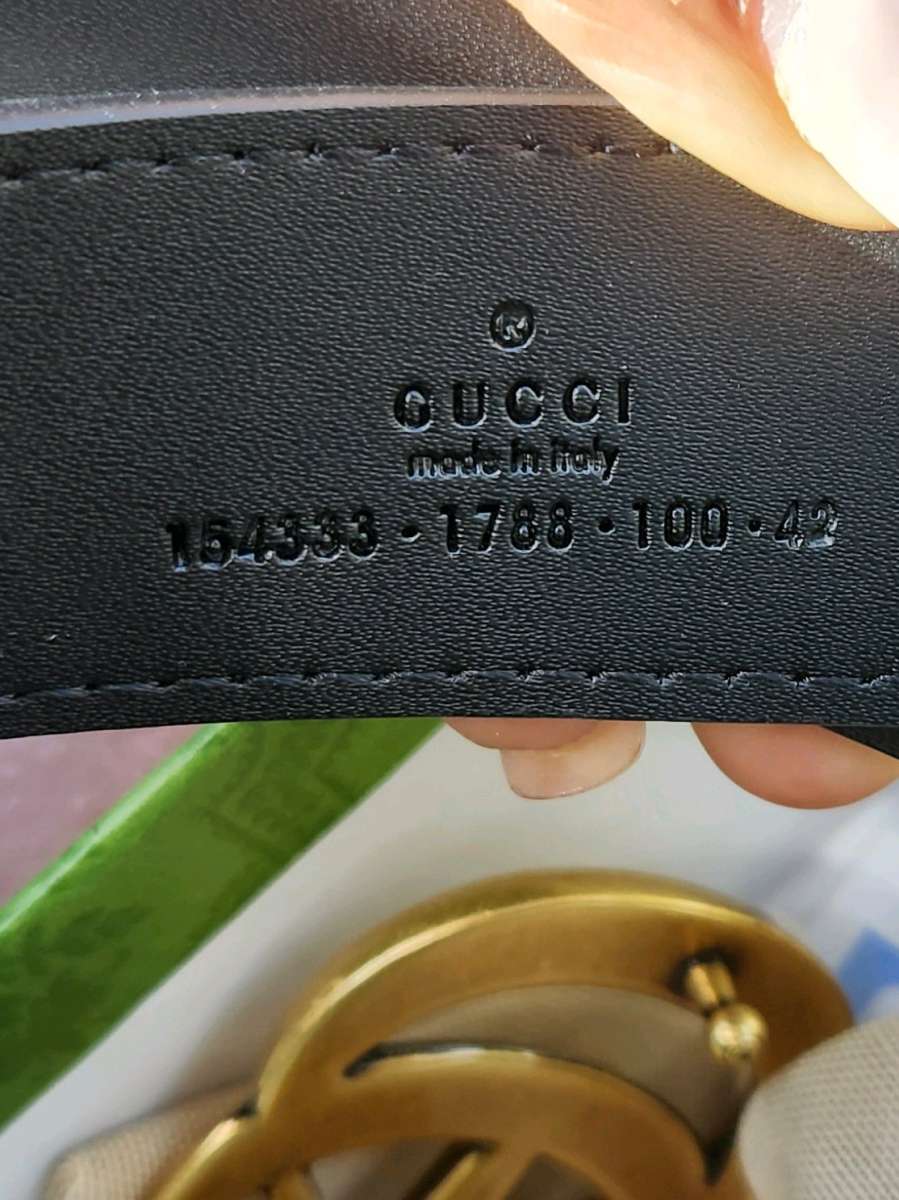 GUCCI
made in italy
154333 · 1788 · 100 · 42